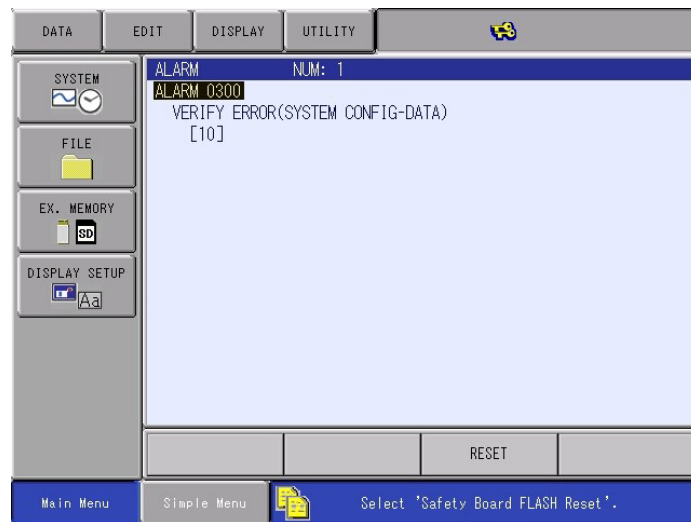 DATA EDIT DISPLAY UTILITY
SYSTEM
FILE
EX. MEMORY
SD
DISPLAY SETUP
Aa
ALARM NUM: 1
ALARM 0300
VERIFY ERROR(SYSTEM CONFIG-DATA)
[10]
RESET
Main Menu Simple Menu Select 'Safety Board FLASH Reset'.